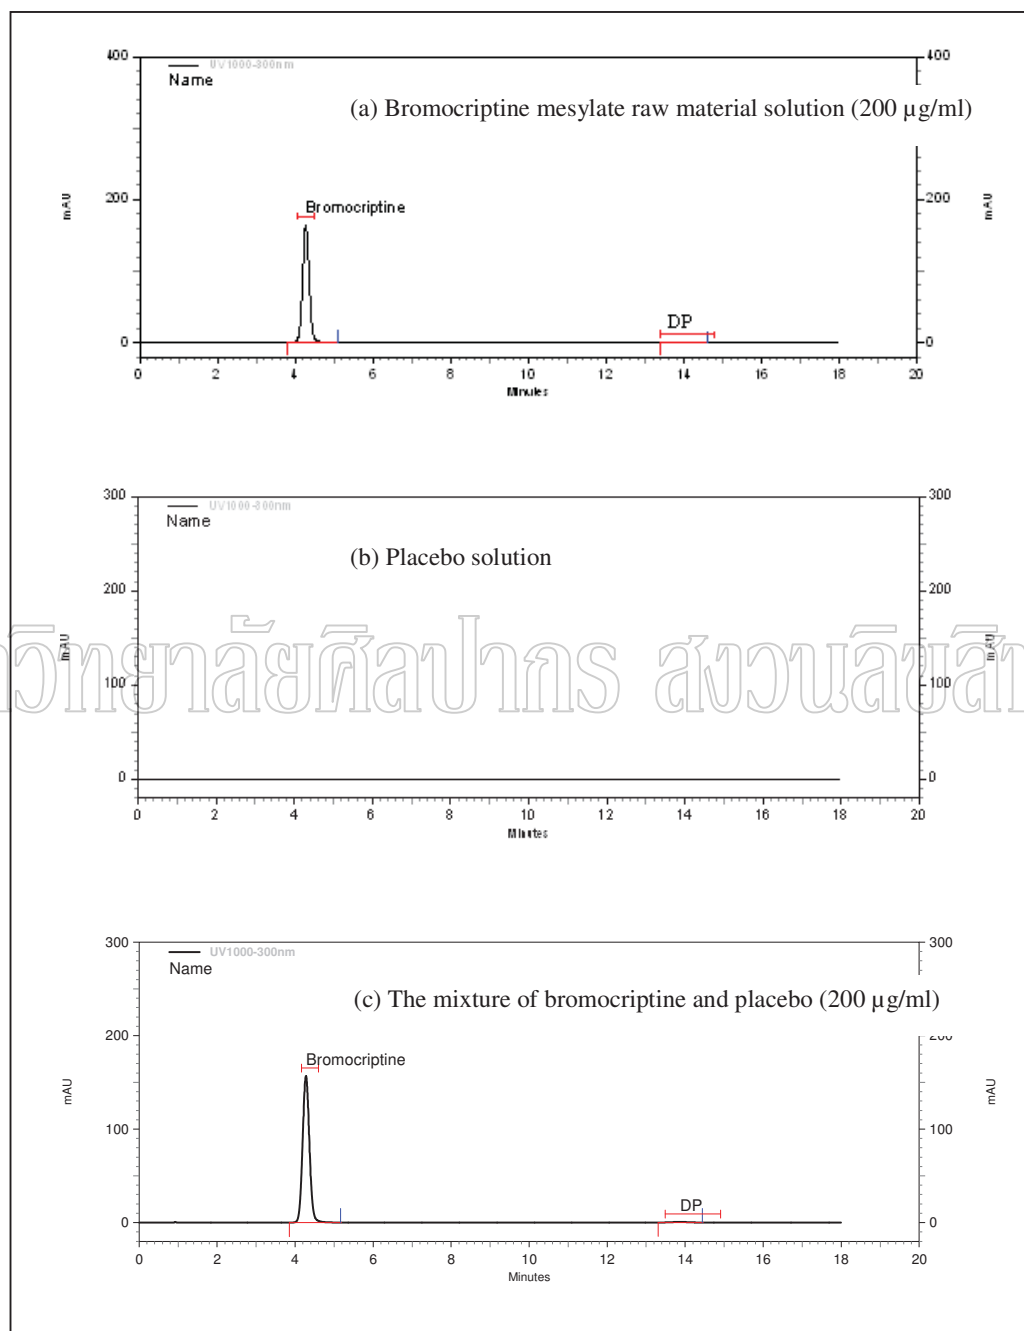 400 400
UV1000-300nm
Name
(a) Bromocriptine mesylate raw material solution (200 µg/ml)
mAU 200 200 mAU
Bromocriptine
DP
0 0
0 2 4 6 8 10 12 14 16 18 20
Minutes
300 300
UV1000-300nm
Name
(b) Placebo solution
200 200
mAU mAU
วิทยาลัยศิลปากร สงวนลิขสิท
100 100
0 0
0 2 4 6 8 10 12 14 16 18 20
Minutes
300 300
UV1000-300nm
Name
(c) The mixture of bromocriptine and placebo (200 µg/ml)
200 200
Bromocriptine
mAU mAU
100 100
DP
0 0
0 2 4 6 8 10 12 14 16 18 20
Minutes